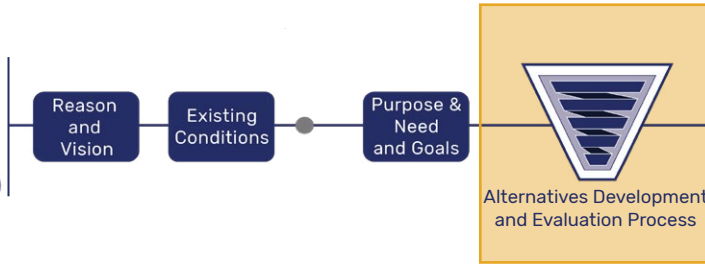 Reason
and
Vision
Existing
Conditions
Purpose &
Need
and Goals
Alternatives Development
and Evaluation Process